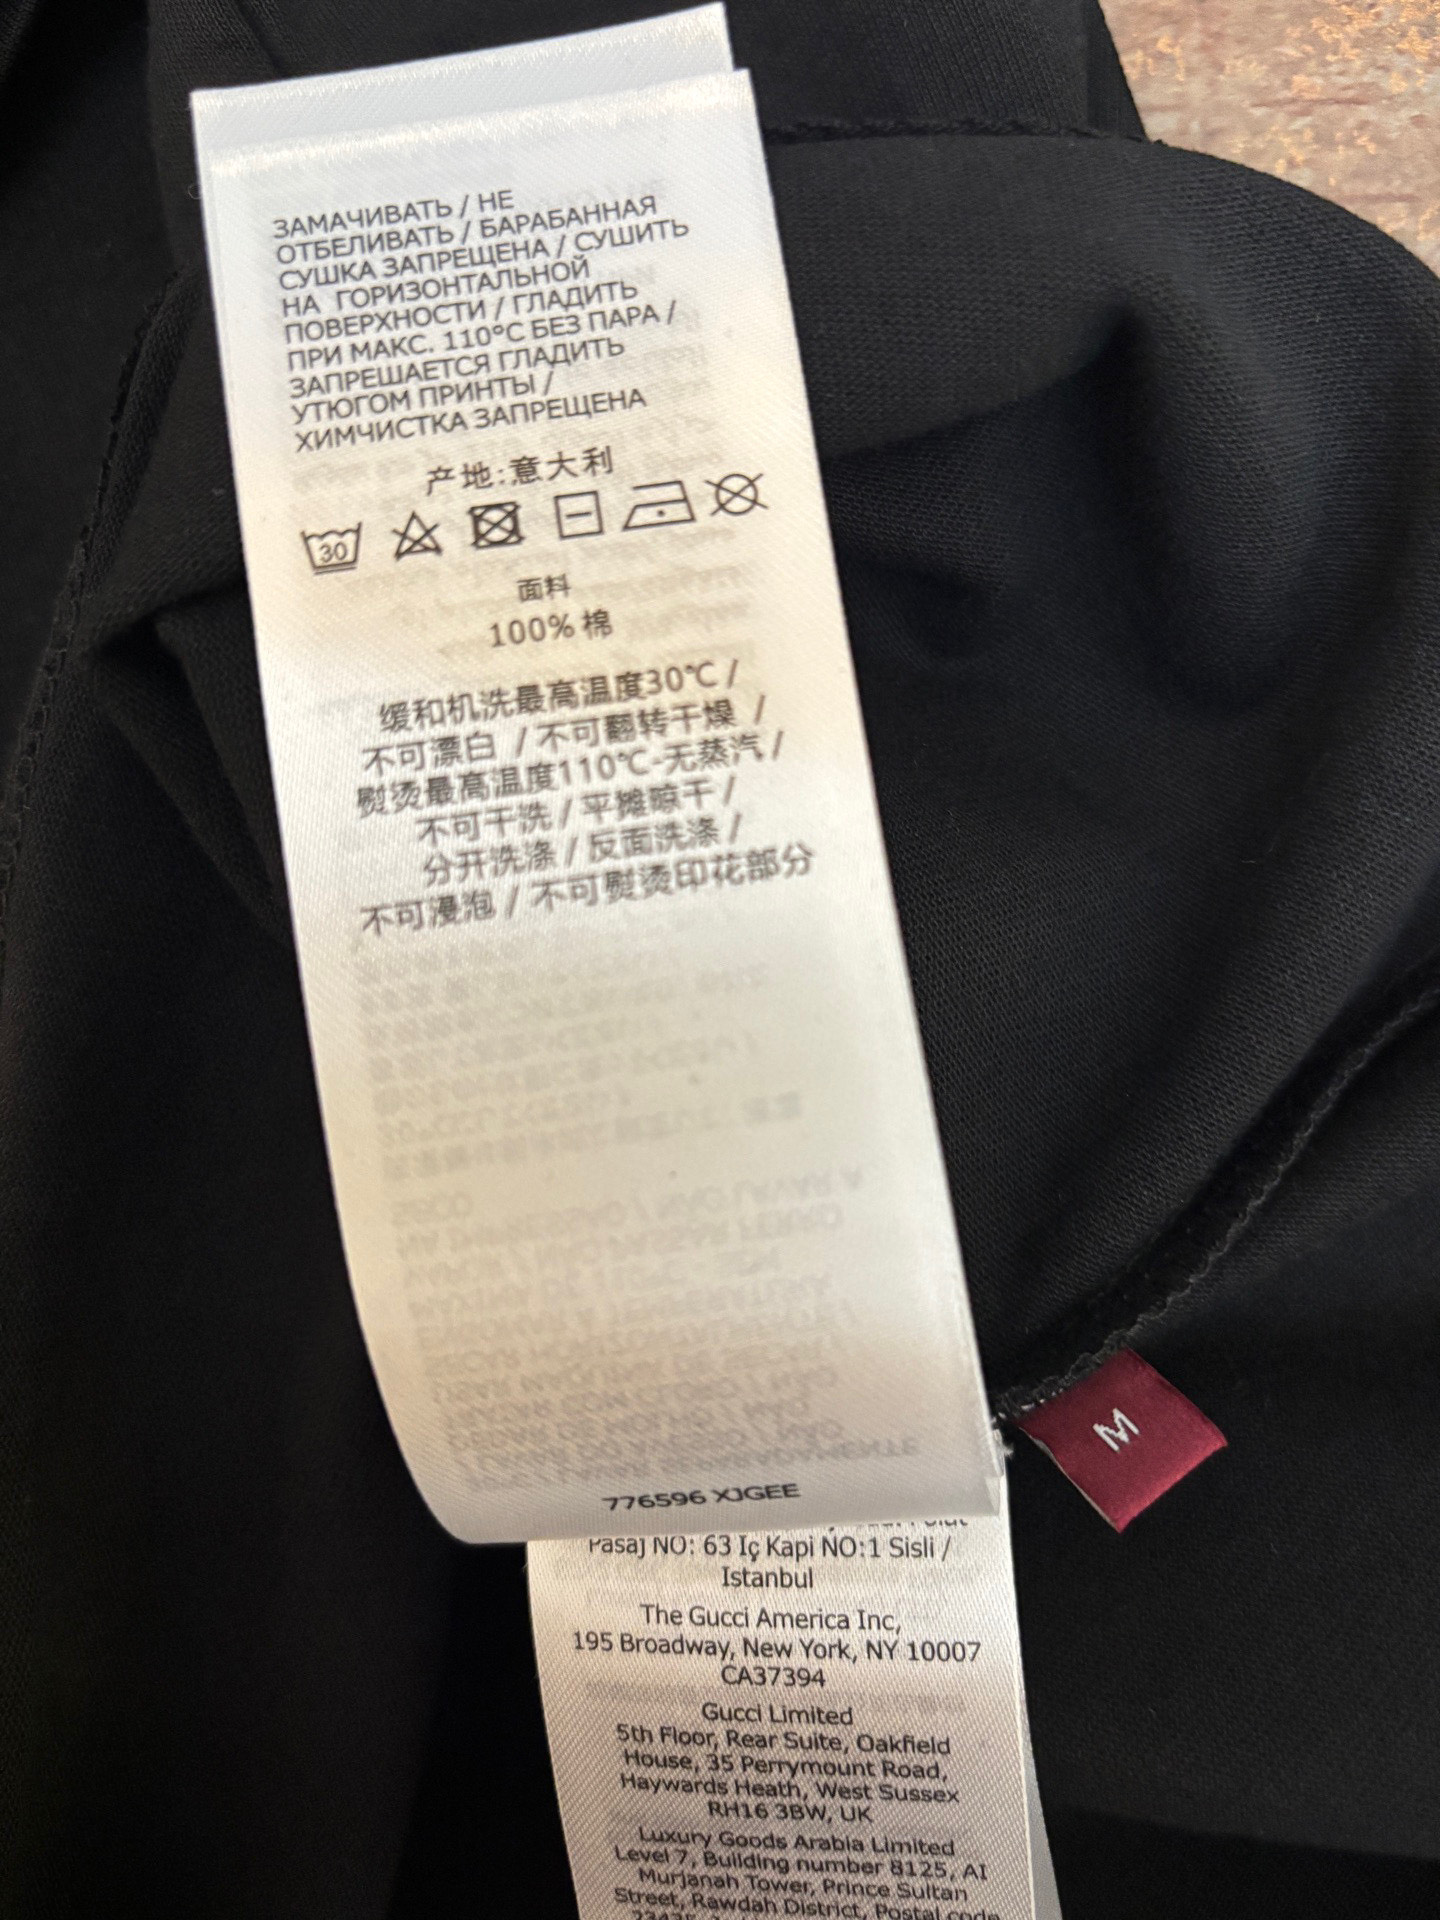 ЗАМАЧИВАТЬ / НЕ
ОТБЕЛИВАТЬ / БАРАБАННАЯ
СУШКА ЗАПРЕЩЕНА / СУШИТЬ
НА ГОРИЗОНТАЛЬНОЙ
ПОВЕРХНОСТИ / ГЛАДИТЬ
ПРИ МАКС. 110°C БЕЗ ПАРА /
ЗАПРЕШАЕТСЯ ГЛАДИТЬ
УТЮГОМ ПРИНТЫ /
ХИМЧИСТКА ЗАПРЕЩЕНА
产地:意大利
30
面料
100% 棉
缓和机洗最高温度30℃ /
不可漂白 / 不可翻转干燥 /
熨烫最高温度110℃-无蒸汽 /
不可干洗 / 平摊晾干 /
分开洗涤 / 反面洗涤 /
不可浸泡 / 不可熨烫印花部分
776596 XJGEE
M
Pasaj NO: 63 Iç Kapi NO:1 Sisli /
Istanbul
The Gucci America Inc,
195 Broadway, New York, NY 10007
CA37394
Gucci Limited
5th Floor, Rear Suite, Oakfield
House, 35 Perrymount Road,
Haywards Heath, West Sussex
RH16 3BW, UK
Luxury Goods Arabia Limited
Level 7, Building number 8125, Al
Murjanah Tower, Prince Sultan
Street, Rawdah District, Postal code